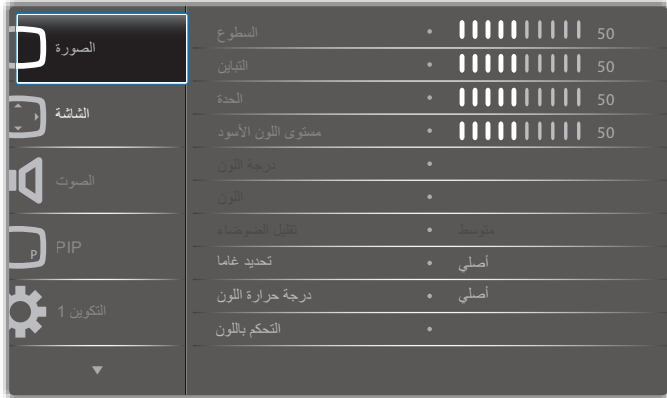 الصورة
الشاشة
الصوت
PIP
P
التكوين 1
السطوع • 50
التباين • 50
الحدة • 50
مستوى اللون الأسود • 50
درجة اللون •
اللون •
تقليل الضوضاء • متوسط
تحديد غاما • أصلي
درجة حرارة اللون • أصلي
التحكم باللون •